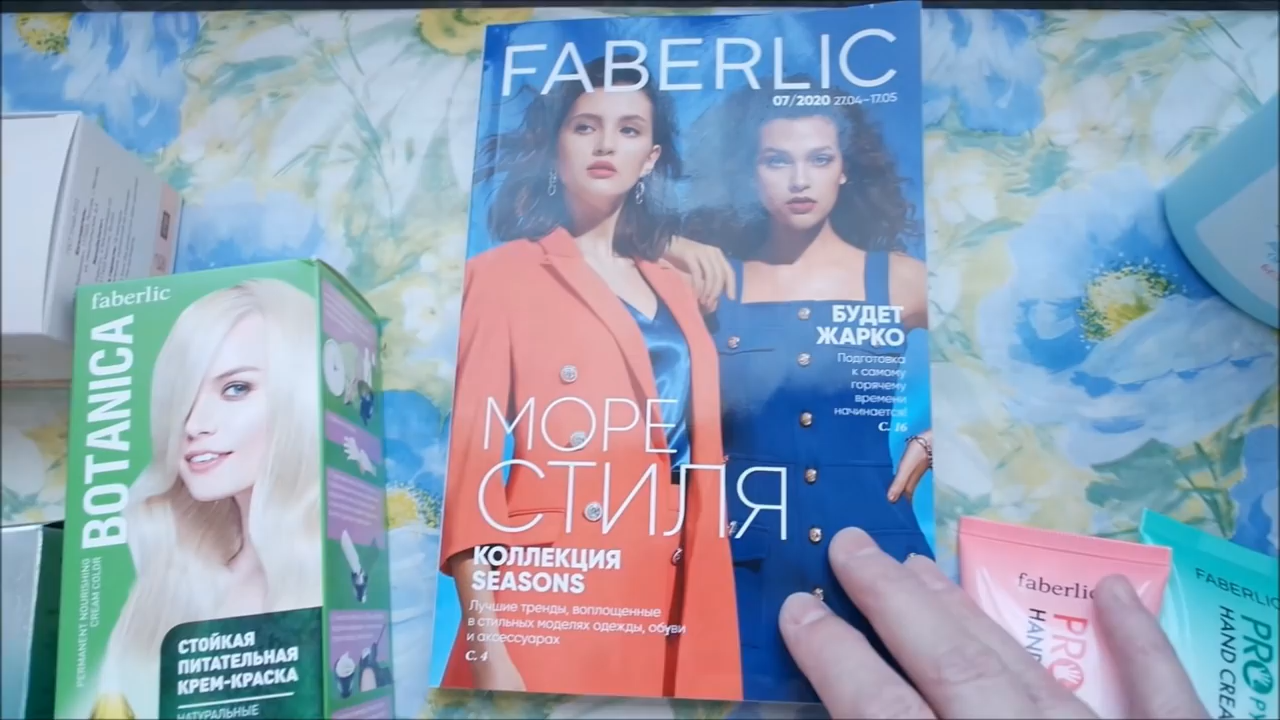 FABERLIC
07/2020 27.04–17.05
БУДЕТ
ЖАРКО
Подготовка
к самому
горячему
времени
начинается!
С. 16
МОРЕ
СТИЛЯ
КОЛЛЕКЦИЯ
SEASONS
Лучшие тренды, воплощенные
в стильных моделях одежды, обуви
и аксессуарах
С. 4
faberlic
BOTANICA
PERMANENT NOURISHING
CREAM COLOR
СТОЙКАЯ
ПИТАТЕЛЬНАЯ
КРЕМ-КРАСКА
НАТУРАЛЬНЫЕ
faberlic
PRO
HAND
FABERLIC
PRO
HAND CREA